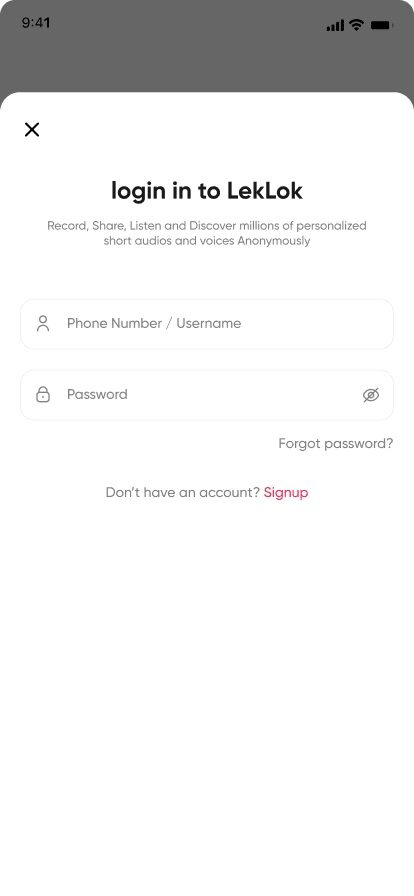 9:41
login in to LekLok
Record, Share, Listen and Discover millions of personalized
short audios and voices Anonymously
Phone Number / Username
Password
Forgot password?
Don't have an account? Signup